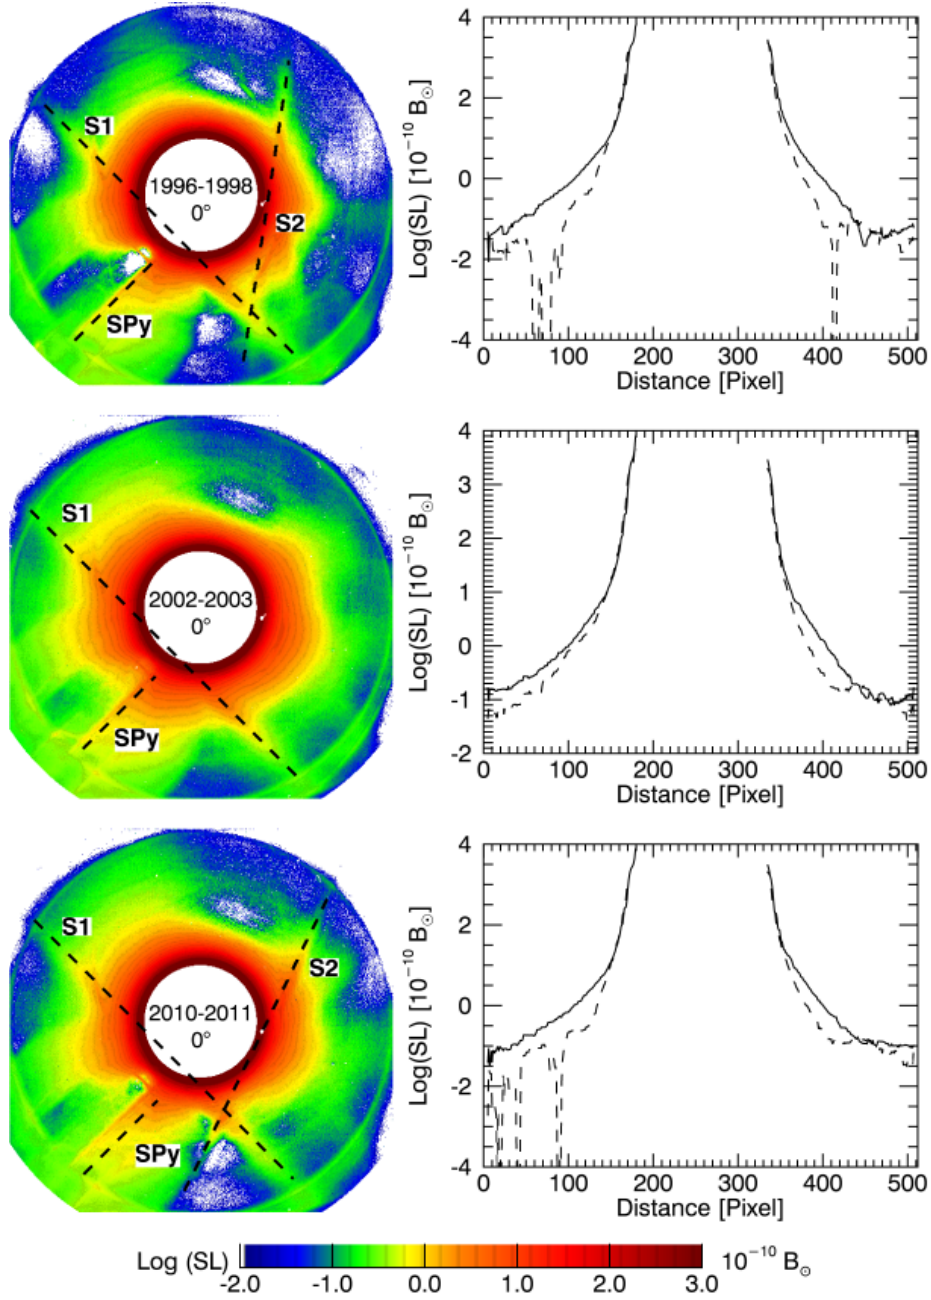 S1
S2
SPy
1996-1998
0°
Log(SL) [10⁻¹⁰ B☉]
4
2
0
-2
-4
0 100 200 300 400 500
Distance [Pixel]
S1
SPy
2002-2003
0°
Log(SL) [10⁻¹⁰ B☉]
4
3
2
1
0
-1
-2
0 100 200 300 400 500
Distance [Pixel]
S1
S2
SPy
2010-2011
0°
Log(SL) [10⁻¹⁰ B☉]
4
2
0
-2
-4
0 100 200 300 400 500
Distance [Pixel]
Log (SL) 10⁻¹⁰ B☉
-2.0 -1.0 0.0 1.0 2.0 3.0